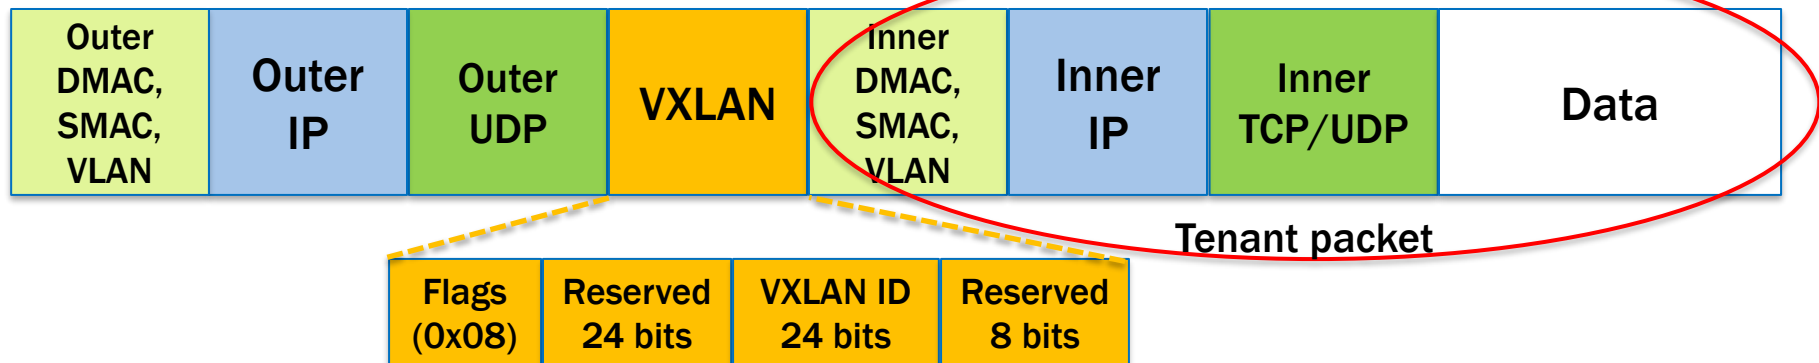 Outer
DMAC,
SMAC,
VLAN
Outer
IP
Outer
UDP
VXLAN
Inner
DMAC,
SMAC,
VLAN
Inner
IP
Inner
TCP/UDP
Data
Tenant packet
Flags
(0x08)
Reserved
24 bits
VXLAN ID
24 bits
Reserved
8 bits